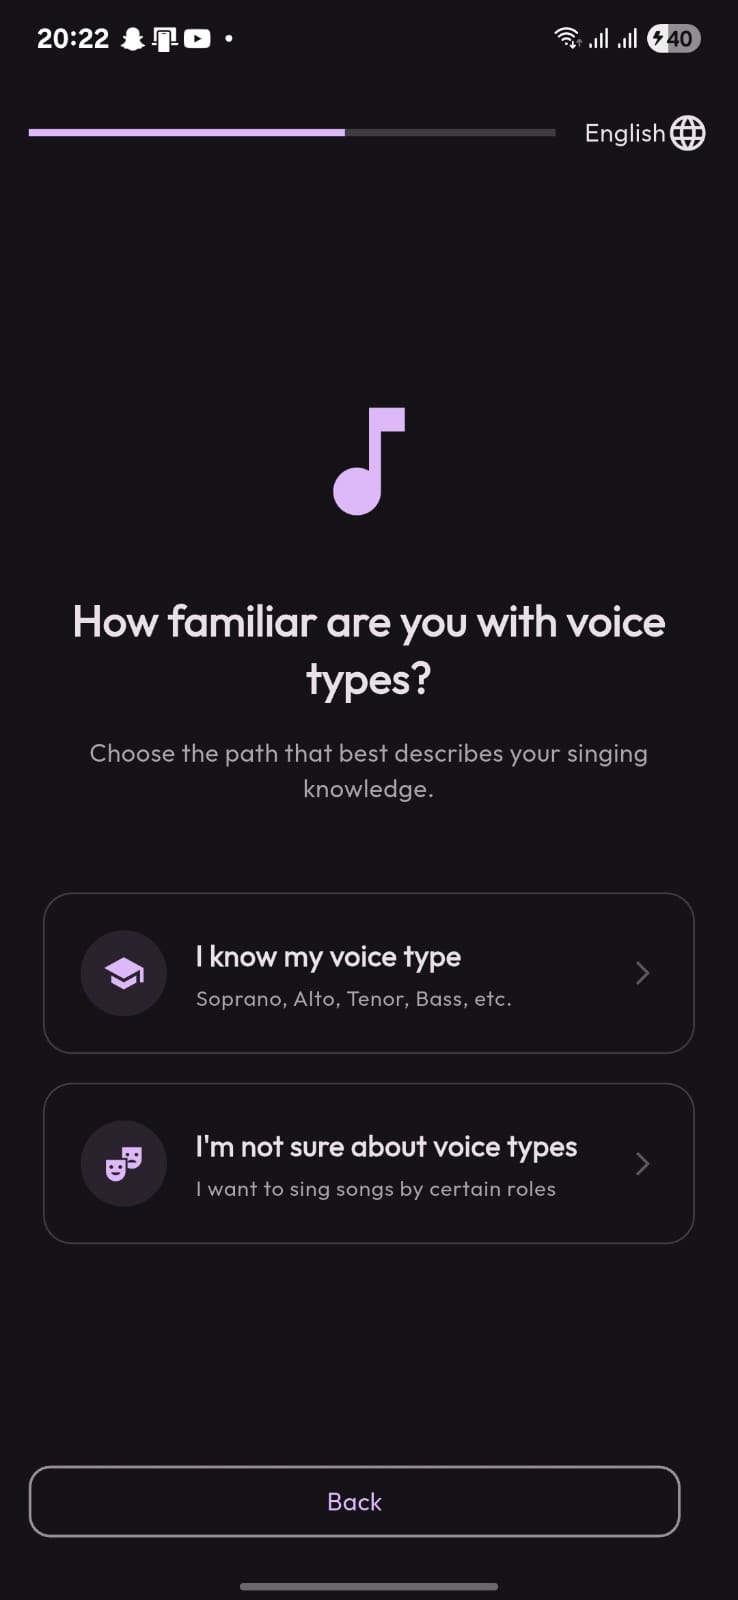 20:22
40
English
How familiar are you with voice
types?
Choose the path that best describes your singing
knowledge.
I know my voice type
Soprano, Alto, Tenor, Bass, etc.
I'm not sure about voice types
I want to sing songs by certain roles
Back